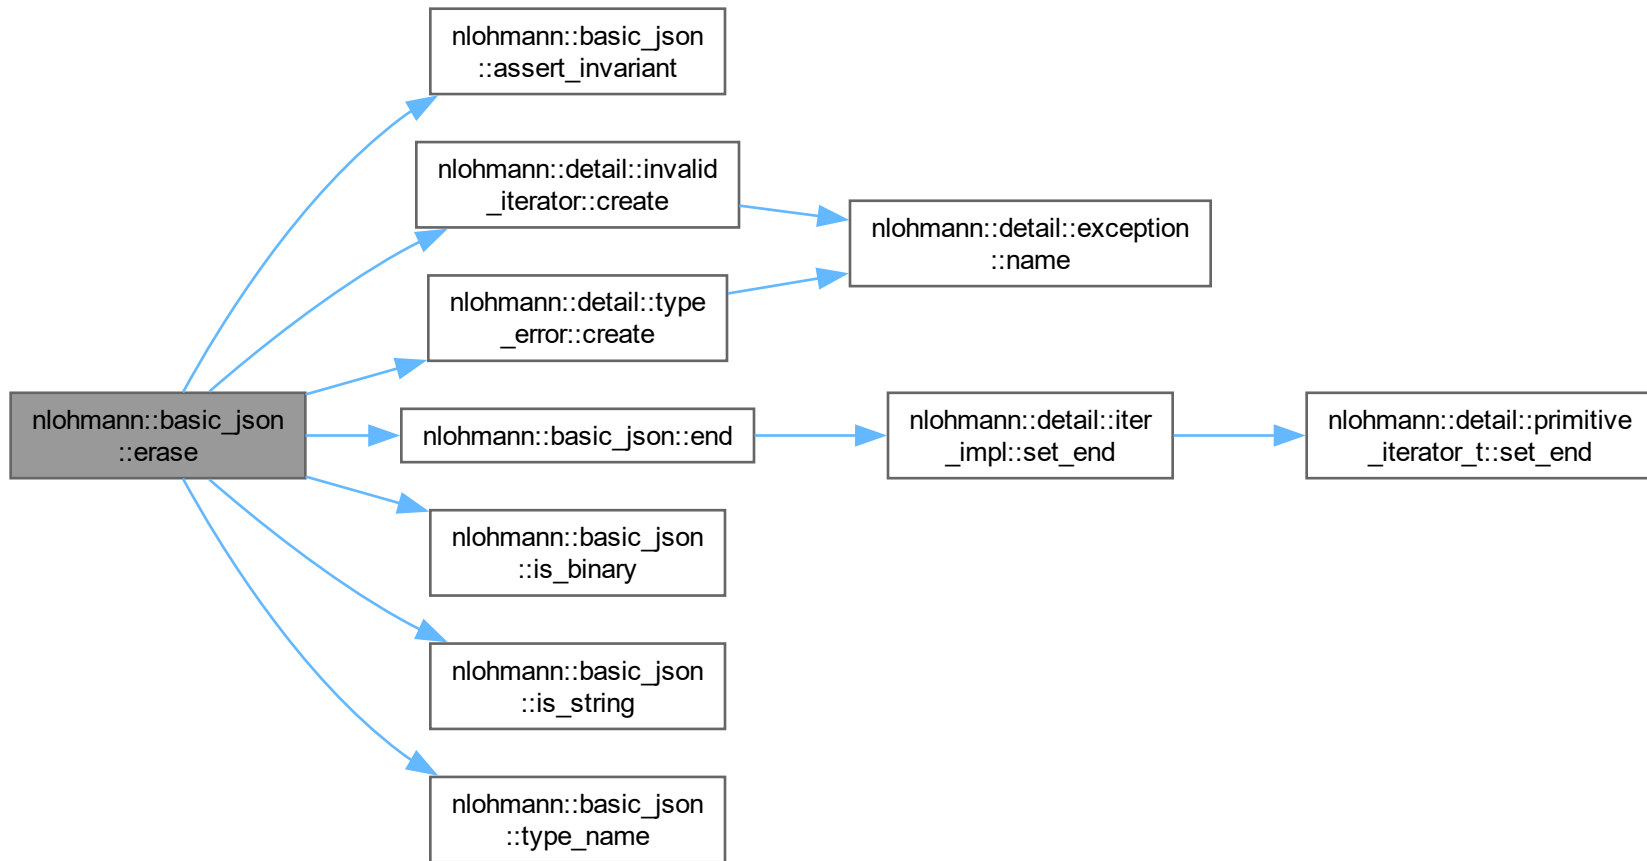 nlohmann::basic_json
::assert_invariant
nlohmann::detail::invalid
_iterator::create
nlohmann::detail::exception
::name
nlohmann::detail::type
_error::create
nlohmann::basic_json
::erase
nlohmann::basic_json::end
nlohmann::detail::iter
_impl::set_end
nlohmann::detail::primitive
_iterator_t::set_end
nlohmann::basic_json
::is_binary
nlohmann::basic_json
::is_string
nlohmann::basic_json
::type_name